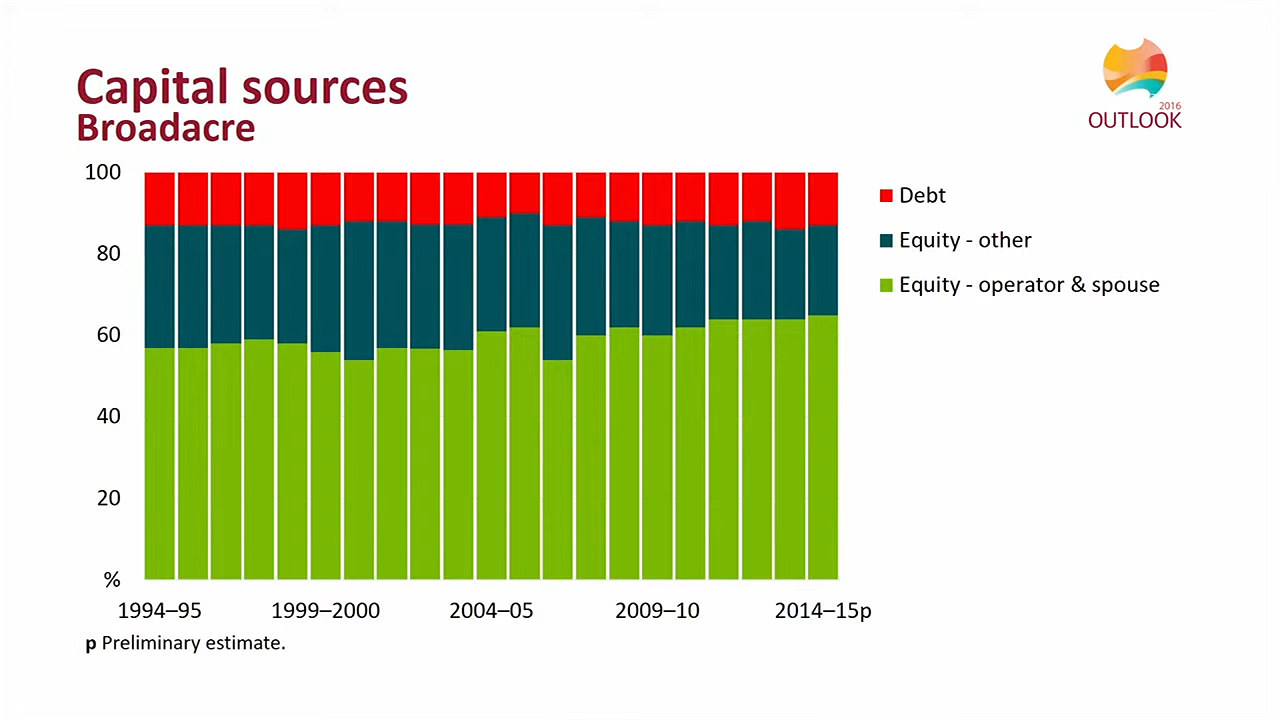 Capital sources
Broadacre
2016
OUTLOOK
100
80
60
40
20
%
1994–95
1999–2000
2004–05
2009–10
2014–15p
Debt
Equity - other
Equity - operator & spouse
p Preliminary estimate.